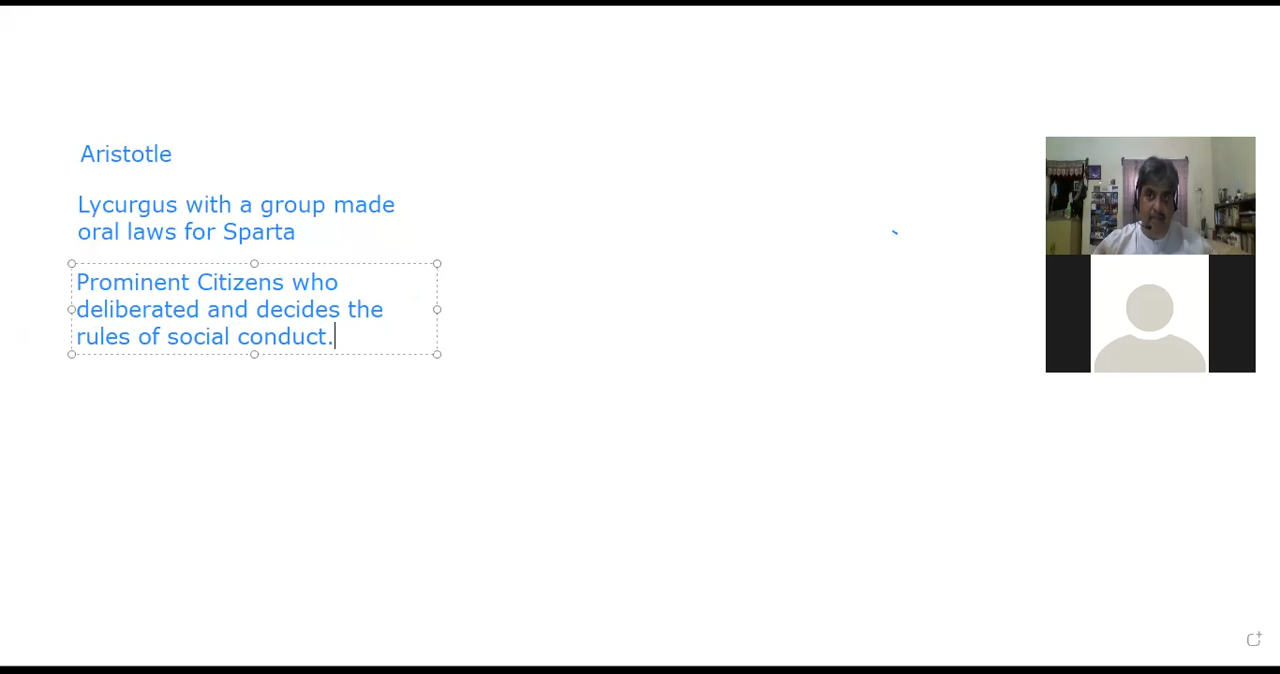 Aristotle
Lycurgus with a group made
oral laws for Sparta
Prominent Citizens who
deliberated and decides the
rules of social conduct.